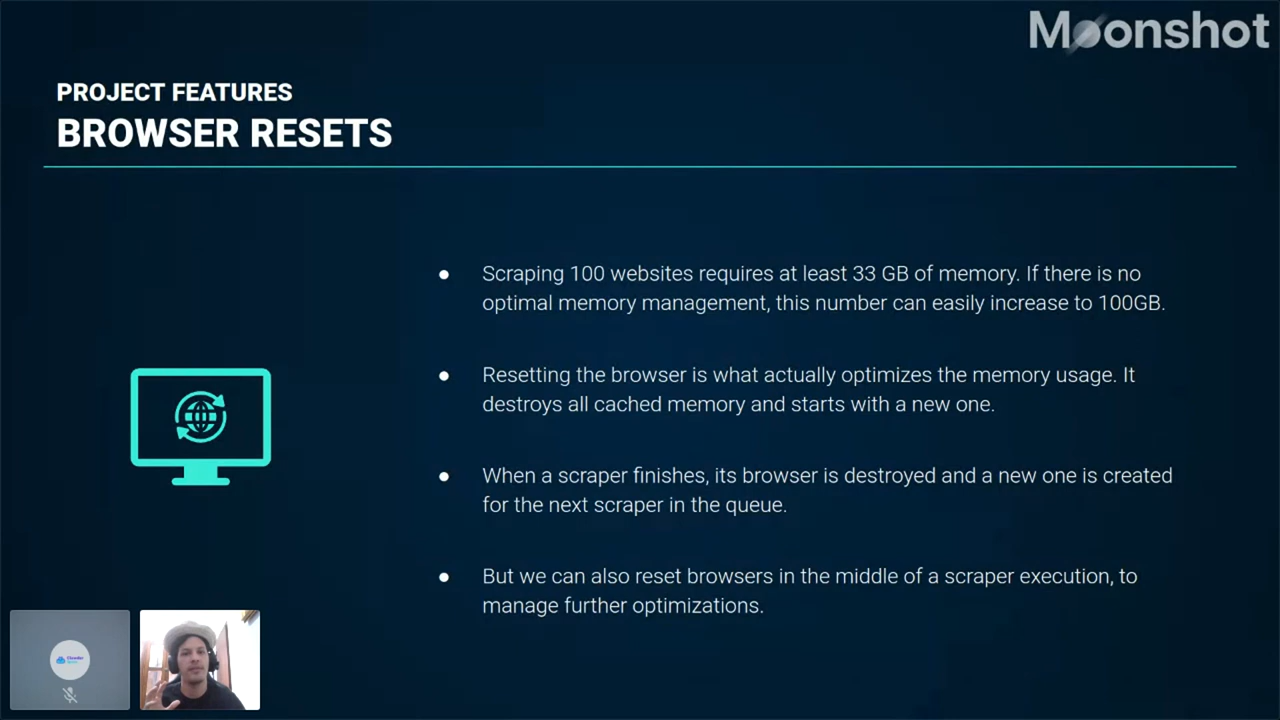 Moonshot
PROJECT FEATURES
BROWSER RESETS
● Scraping 100 websites requires at least 33 GB of memory. If there is no
optimal memory management, this number can easily increase to 100GB.
● Resetting the browser is what actually optimizes the memory usage. It
destroys all cached memory and starts with a new one.
● When a scraper finishes, its browser is destroyed and a new one is created
for the next scraper in the queue.
● But we can also reset browsers in the middle of a scraper execution, to
manage further optimizations.